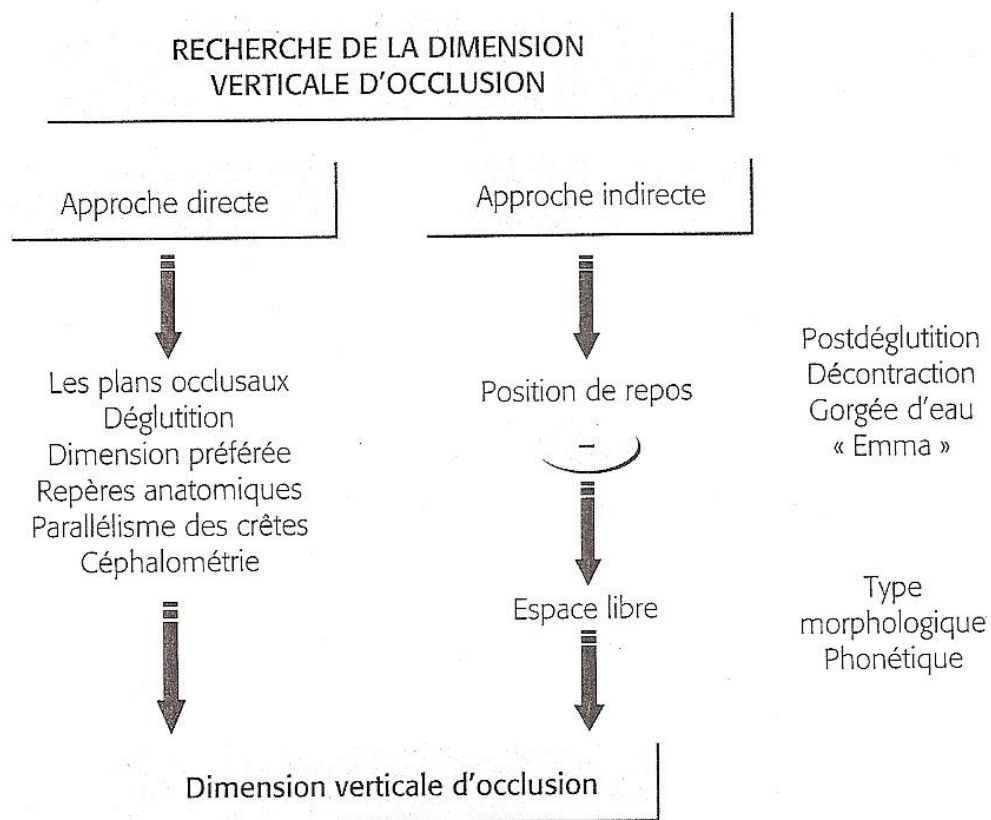 RECHERCHE DE LA DIMENSION
VERTICALE D'OCCLUSION
Approche directe
Approche indirecte
Les plans occlusaux
Déglutition
Dimension préférée
Repères anatomiques
Parallélisme des crêtes
Céphalométrie
Position de repos
–
Espace libre
Postdéglutition
Décontraction
Gorgée d'eau
« Emma »
Type
morphologique
Phonétique
Dimension verticale d'occlusion